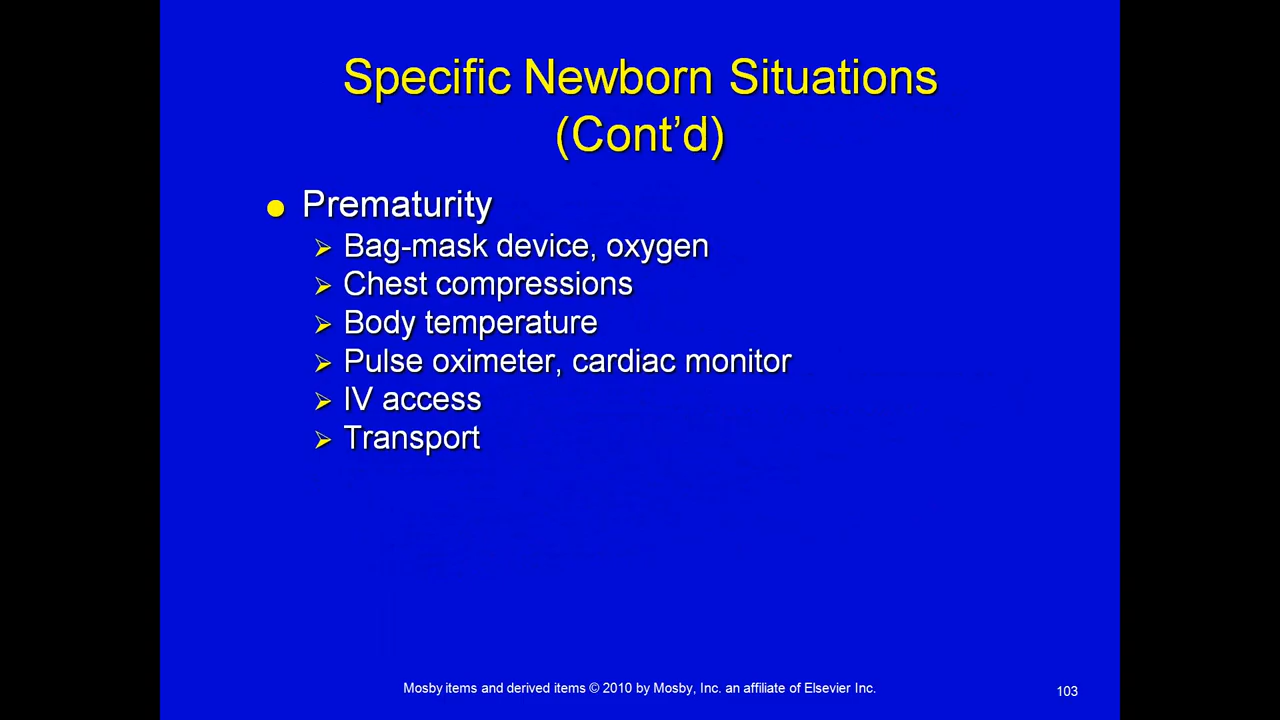 Specific Newborn Situations
(Cont’d)
Prematurity
Bag-mask device, oxygen
Chest compressions
Body temperature
Pulse oximeter, cardiac monitor
IV access
Transport
Mosby items and derived items © 2010 by Mosby, Inc. an affiliate of Elsevier Inc.
103